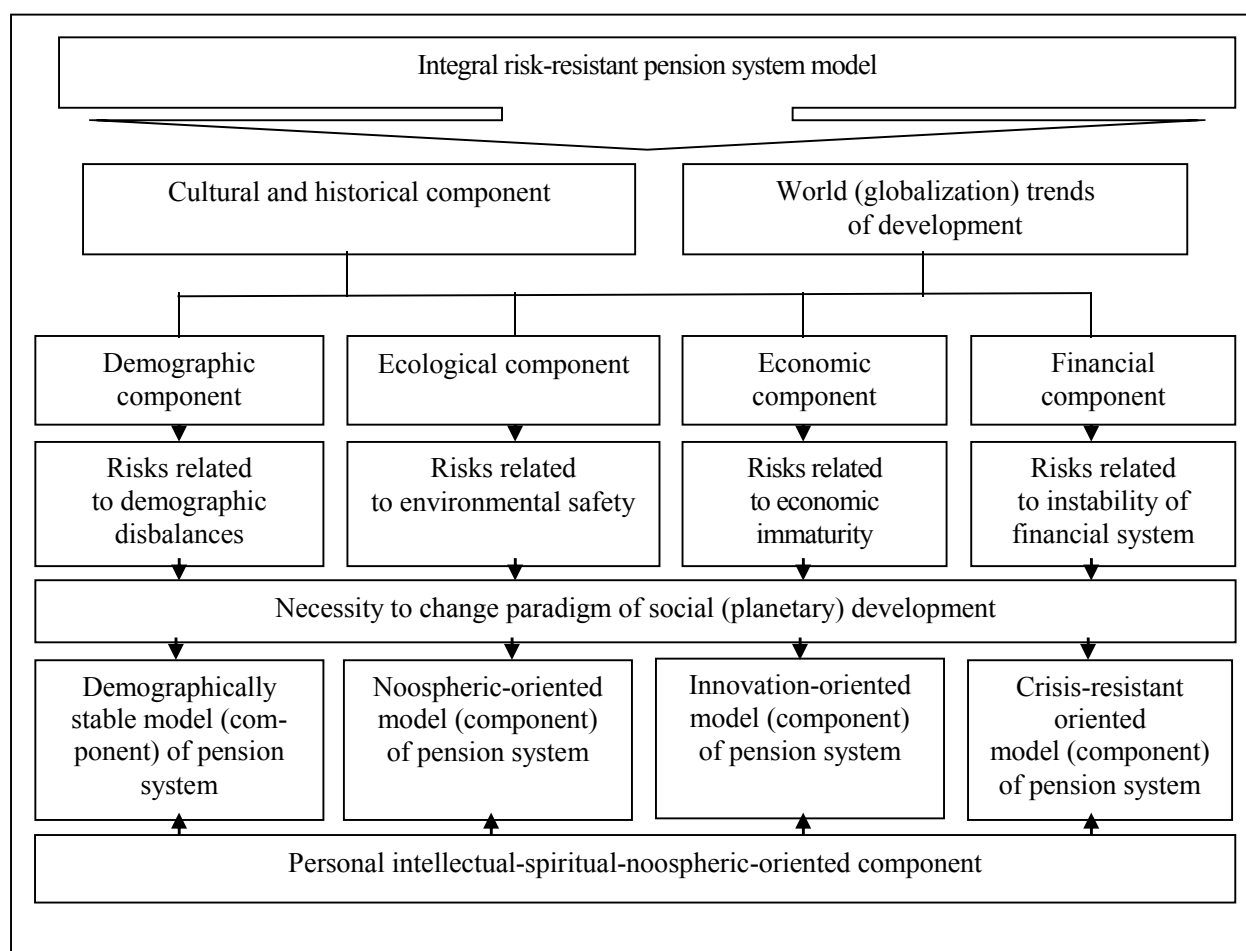 Integral risk-resistant pension system model
Cultural and historical component
World (globalization) trends
of development
Demographic
component
Ecological component
Economic
component
Financial
component
Risks related
to demographic
disbalances
Risks related
to environmental safety
Risks related
to economic
immaturity
Risks related
to instability of
financial system
Necessity to change paradigm of social (planetary) development
Demographically
stable model (com-
ponent) of pension
system
Noospheric-oriented
model (component)
of pension system
Innovation-oriented
model (component)
of pension system
Crisis-resistant
oriented
model (component)
of pension system
Personal intellectual-spiritual-noospheric-oriented component